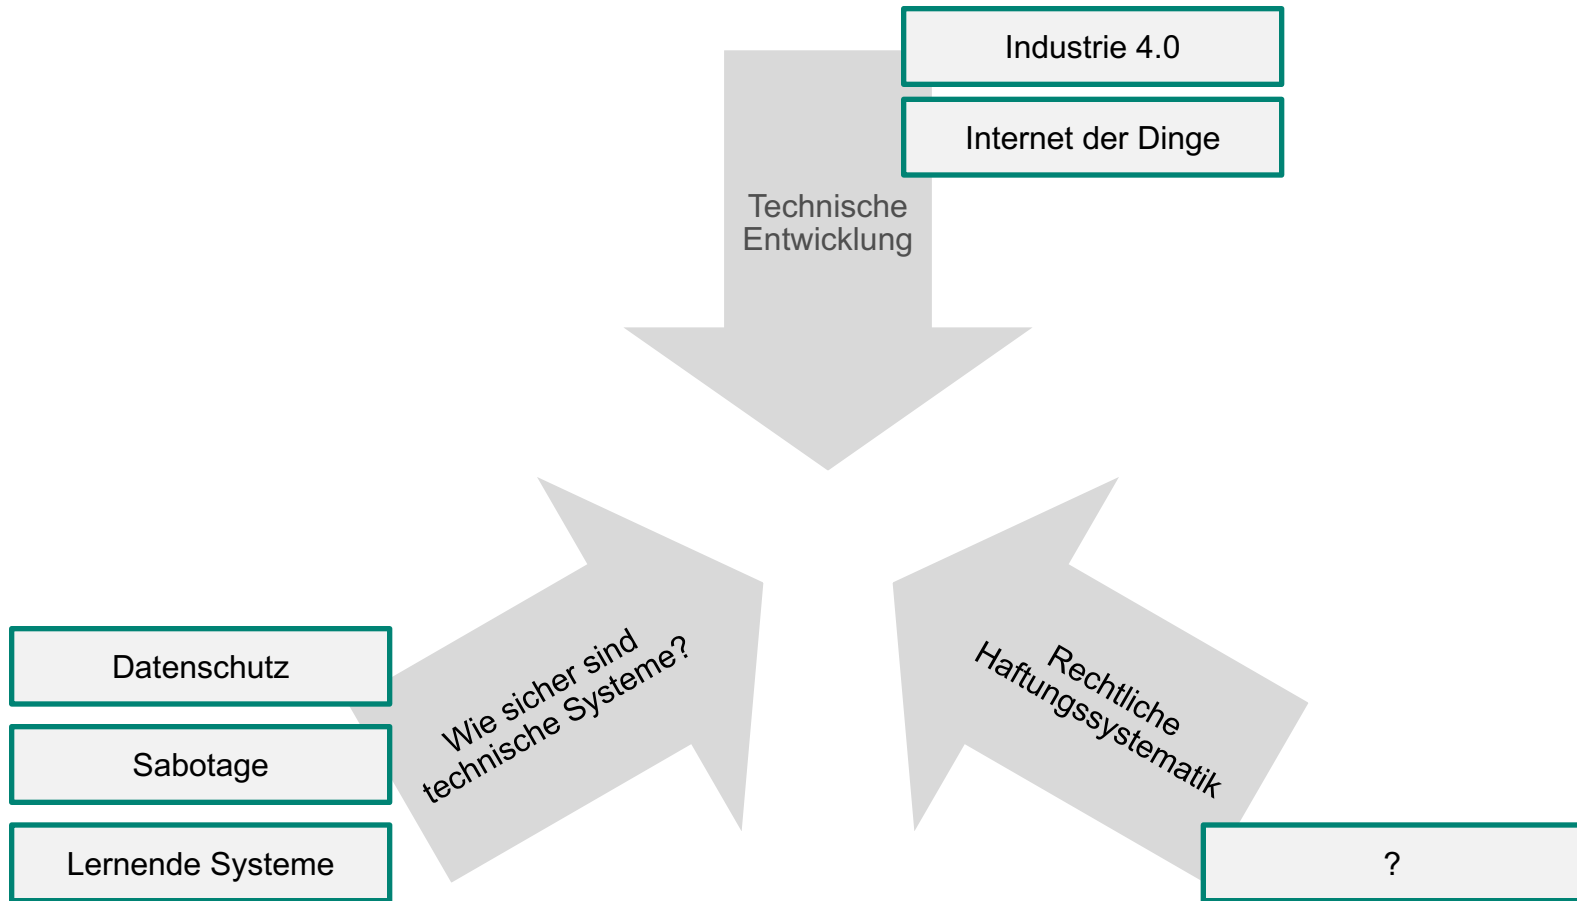 Industrie 4.0
Internet der Dinge
Technische
Entwicklung
Wie sicher sind
technische Systeme?
Datenschutz
Sabotage
Lernende Systeme
Rechtliche
Haftungssystematik
?